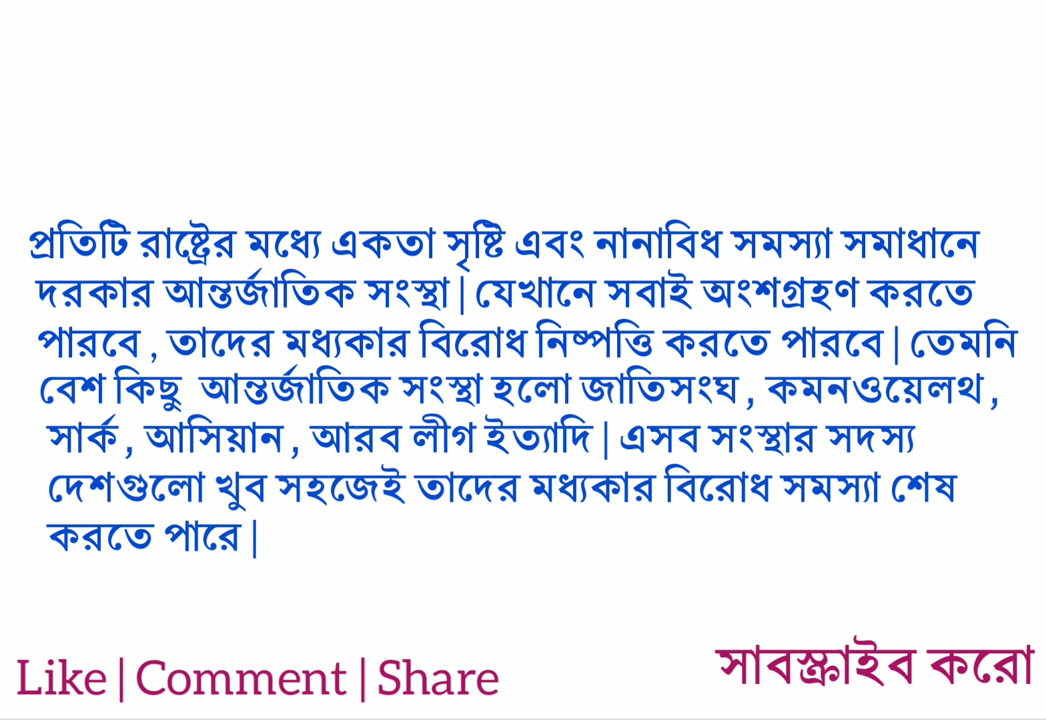 প্রতিটি রাষ্ট্রের মধ্যে একতা সৃষ্টি এবং নানাবিধ সমস্যা সমাধানে
দরকার আন্তর্জাতিক সংস্থা | যেখানে সবাই অংশগ্রহণ করতে
পারবে , তাদের মধ্যকার বিরোধ নিষ্পত্তি করতে পারবে | তেমনি
বেশ কিছু আন্তর্জাতিক সংস্থা হলো জাতিসংঘ , কমনওয়েলথ ,
সার্ক , আসিয়ান , আরব লীগ ইত্যাদি | এসব সংস্থার সদস্য
দেশগুলো খুব সহজেই তাদের মধ্যকার বিরোধ সমস্যা শেষ
করতে পারে |
Like | Comment | Share
সাবস্ক্রাইব করো